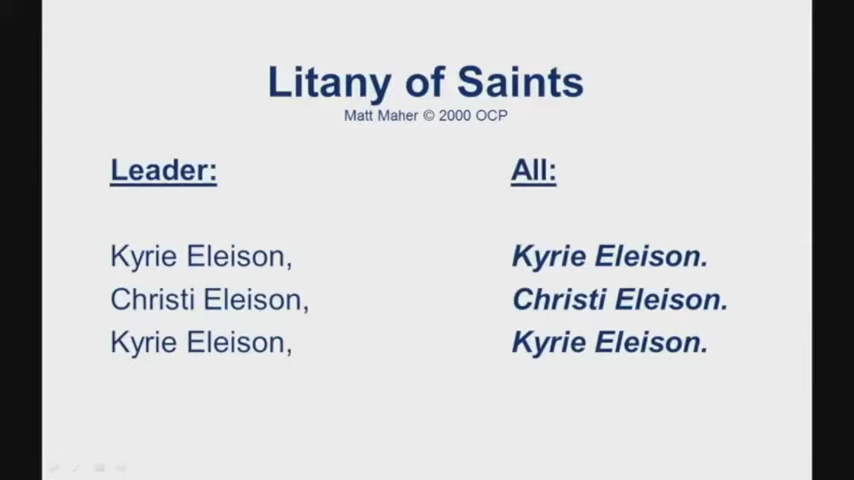 Litany of Saints
Matt Maher © 2000 OCP
Leader: All:
Kyrie Eleison, Kyrie Eleison.
Christi Eleison, Christi Eleison.
Kyrie Eleison, Kyrie Eleison.